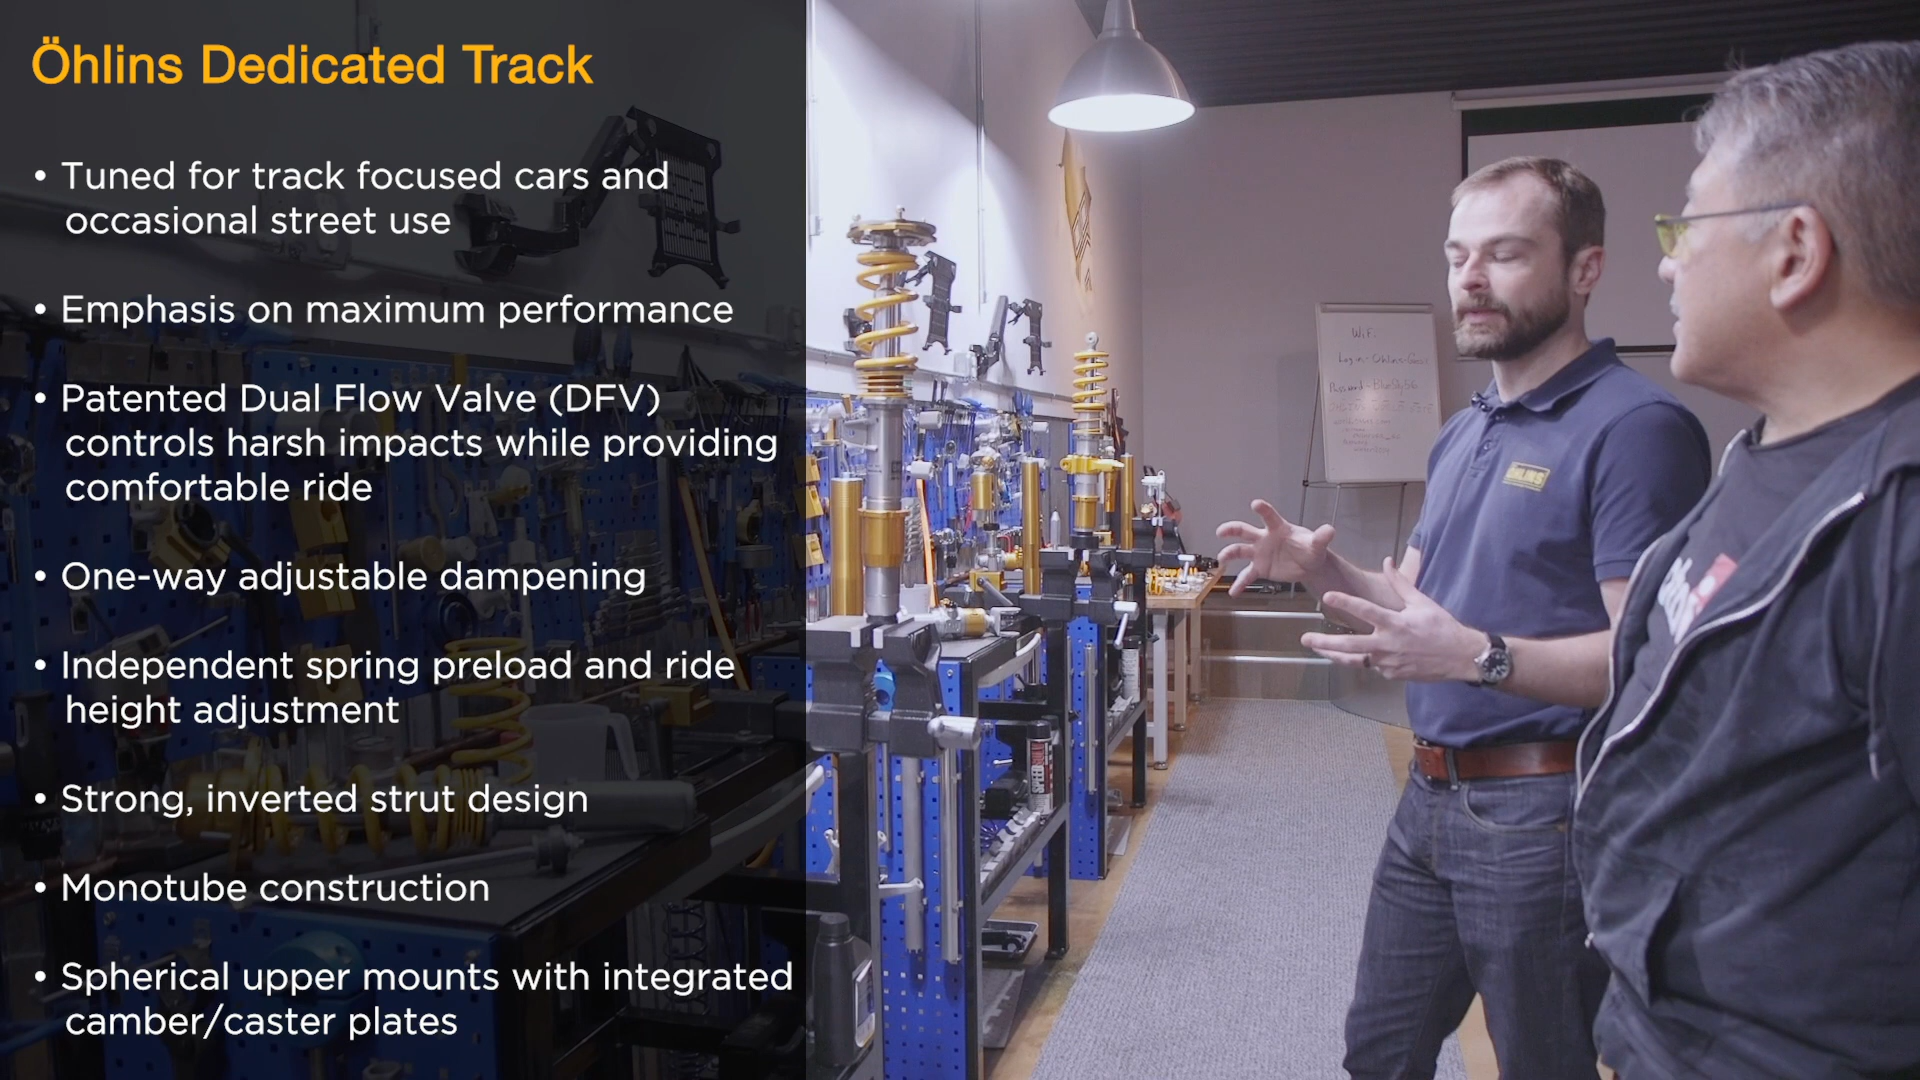 Öhlins Dedicated Track
• Tuned for track focused cars and
occasional street use
• Emphasis on maximum performance
• Patented Dual Flow Valve (DFV)
controls harsh impacts while providing
comfortable ride
• One-way adjustable dampening
• Independent spring preload and ride
height adjustment
• Strong, inverted strut design
• Monotube construction
• Spherical upper mounts with integrated
camber/caster plates
WiFi
ÖHLINS